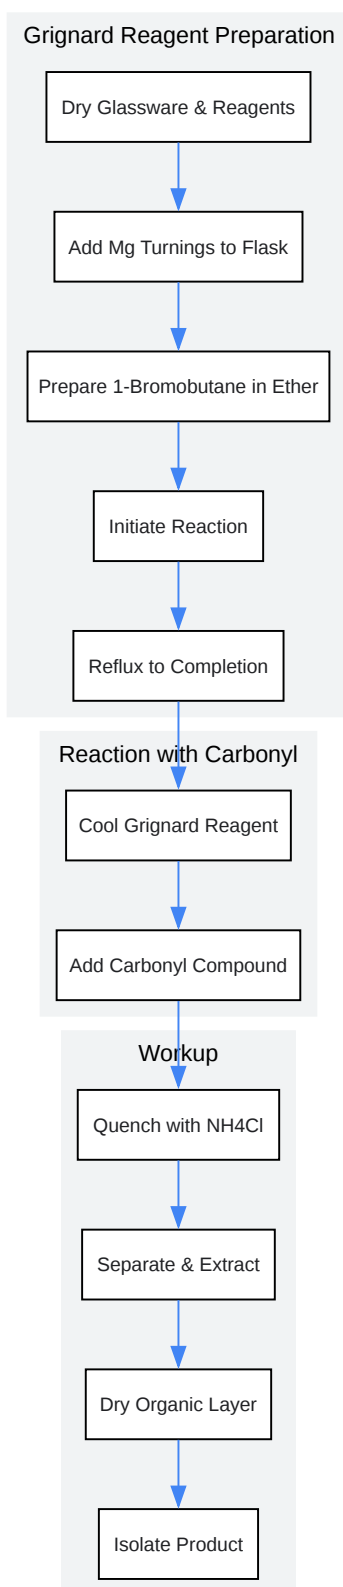 Grignard Reagent Preparation
Dry Glassware & Reagents
Add Mg Turnings to Flask
Prepare 1-Bromobutane in Ether
Initiate Reaction
Reflux to Completion
Reaction with Carbonyl
Cool Grignard Reagent
Add Carbonyl Compound
Workup
Quench with NH4Cl
Separate & Extract
Dry Organic Layer
Isolate Product